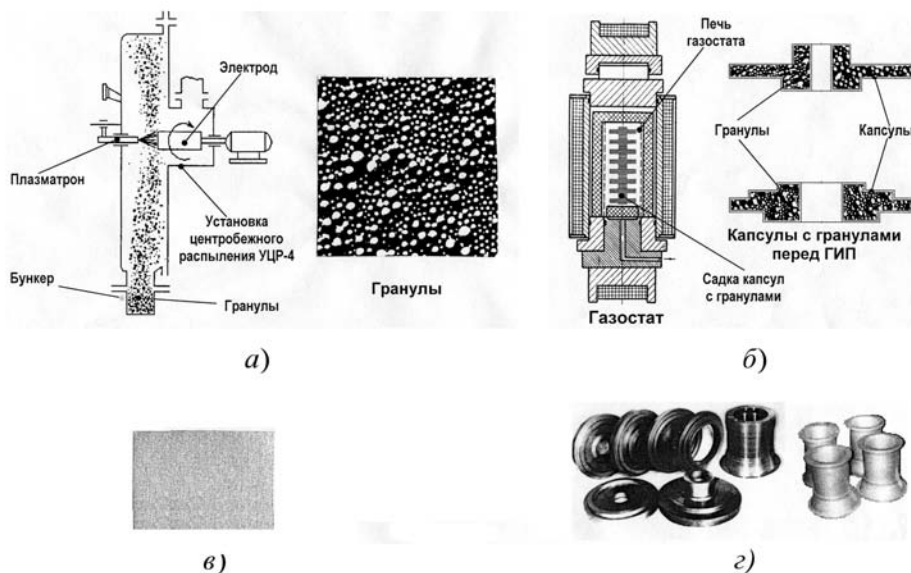 Электрод
Плазматрон
Установка
центробежного
распыления УЦР-4
Бункер
Гранулы
Гранулы
а)
Печь
газостата
Гранулы
Капсулы
Капсулы с гранулами
перед ГИП
Садка капсул
с гранулами
Газостат
б)
в)
г)